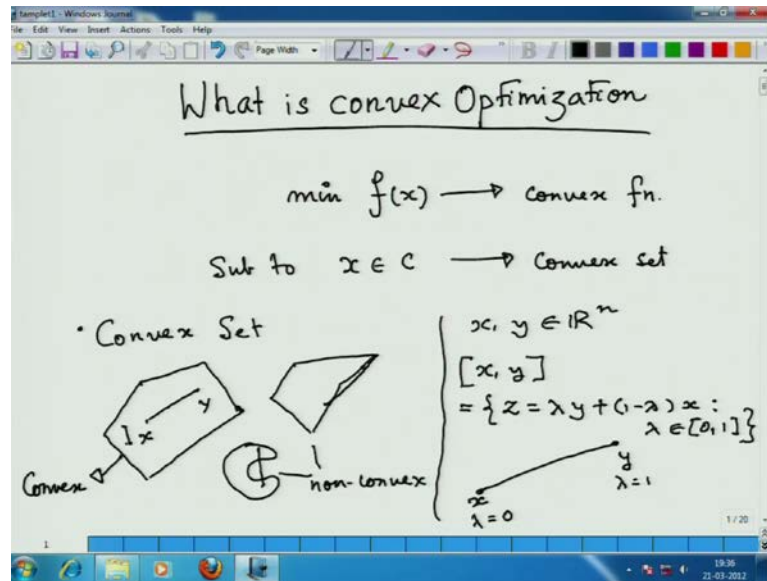 templet1 - Windows Journal
File Edit View Insert Actions Tools Help
Page Width
What is convex Optimization
min f(x) → convex fn.
Sub to x ∈ C → Convex set
• Convex Set
x
y
Convex
non-convex
x, y ∈ ℝⁿ
[x, y]
= { z = λy + (1-λ)x :
λ ∈ [0,1] }
x
λ = 0
y
λ = 1
1 / 20
1
19:36
21-03-2012